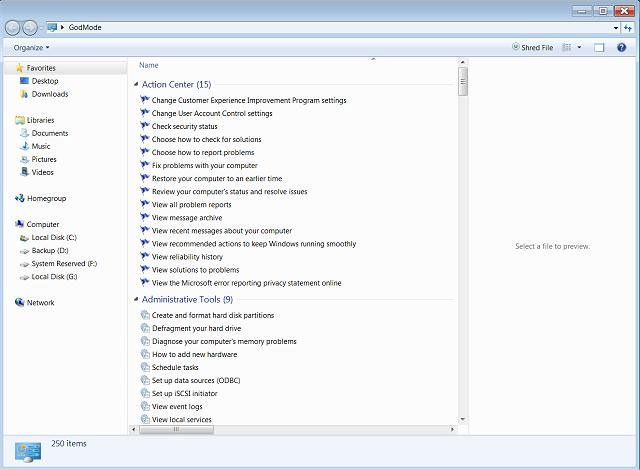 GodMode
Organize
Shred File
Favorites
Desktop
Downloads
Libraries
Documents
Music
Pictures
Videos
Homegroup
Computer
Local Disk (C:)
Backup (D:)
System Reserved (F:)
Local Disk (G:)
Network
Name
Action Center (15)
Change Customer Experience Improvement Program settings
Change User Account Control settings
Check security status
Choose how to check for solutions
Choose how to report problems
Fix problems with your computer
Restore your computer to an earlier time
Review your computer's status and resolve issues
View all problem reports
View message archive
View recent messages about your computer
View recommended actions to keep Windows running smoothly
View reliability history
View solutions to problems
View the Microsoft error reporting privacy statement online
Administrative Tools (9)
Create and format hard disk partitions
Defragment your hard drive
Diagnose your computer's memory problems
How to add new hardware
Schedule tasks
Set up data sources (ODBC)
Set up iSCSI initiator
View event logs
View local services
Select a file to preview.
250 items